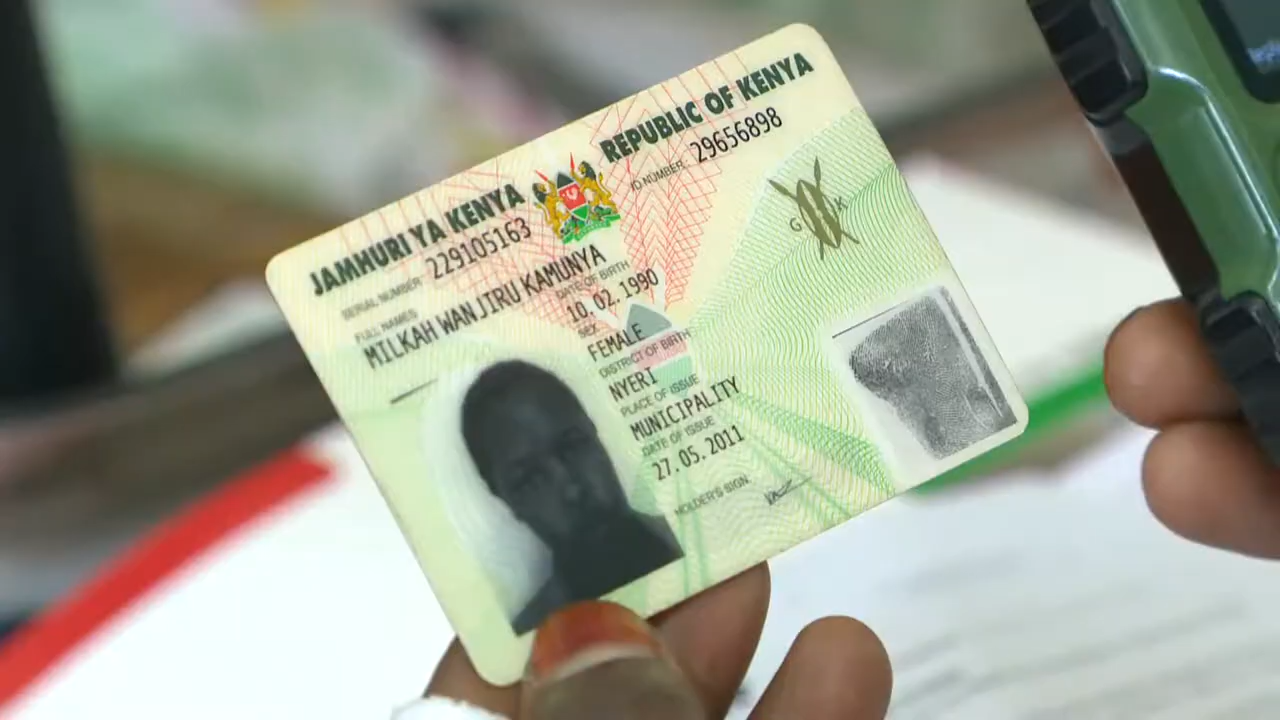 JAMHURI YA KENYA
REPUBLIC OF KENYA
SERIAL NUMBER: 229105163
ID NUMBER: 29656898
FULL NAMES
MILKAH WANJIRU KAMUNYA
DATE OF BIRTH
10. 02. 1990
SEX
FEMALE
DISTRICT OF BIRTH
NYERI
PLACE OF ISSUE
MUNICIPALITY
DATE OF ISSUE
27. 05. 2011
HOLDER'S SIGN.
G K